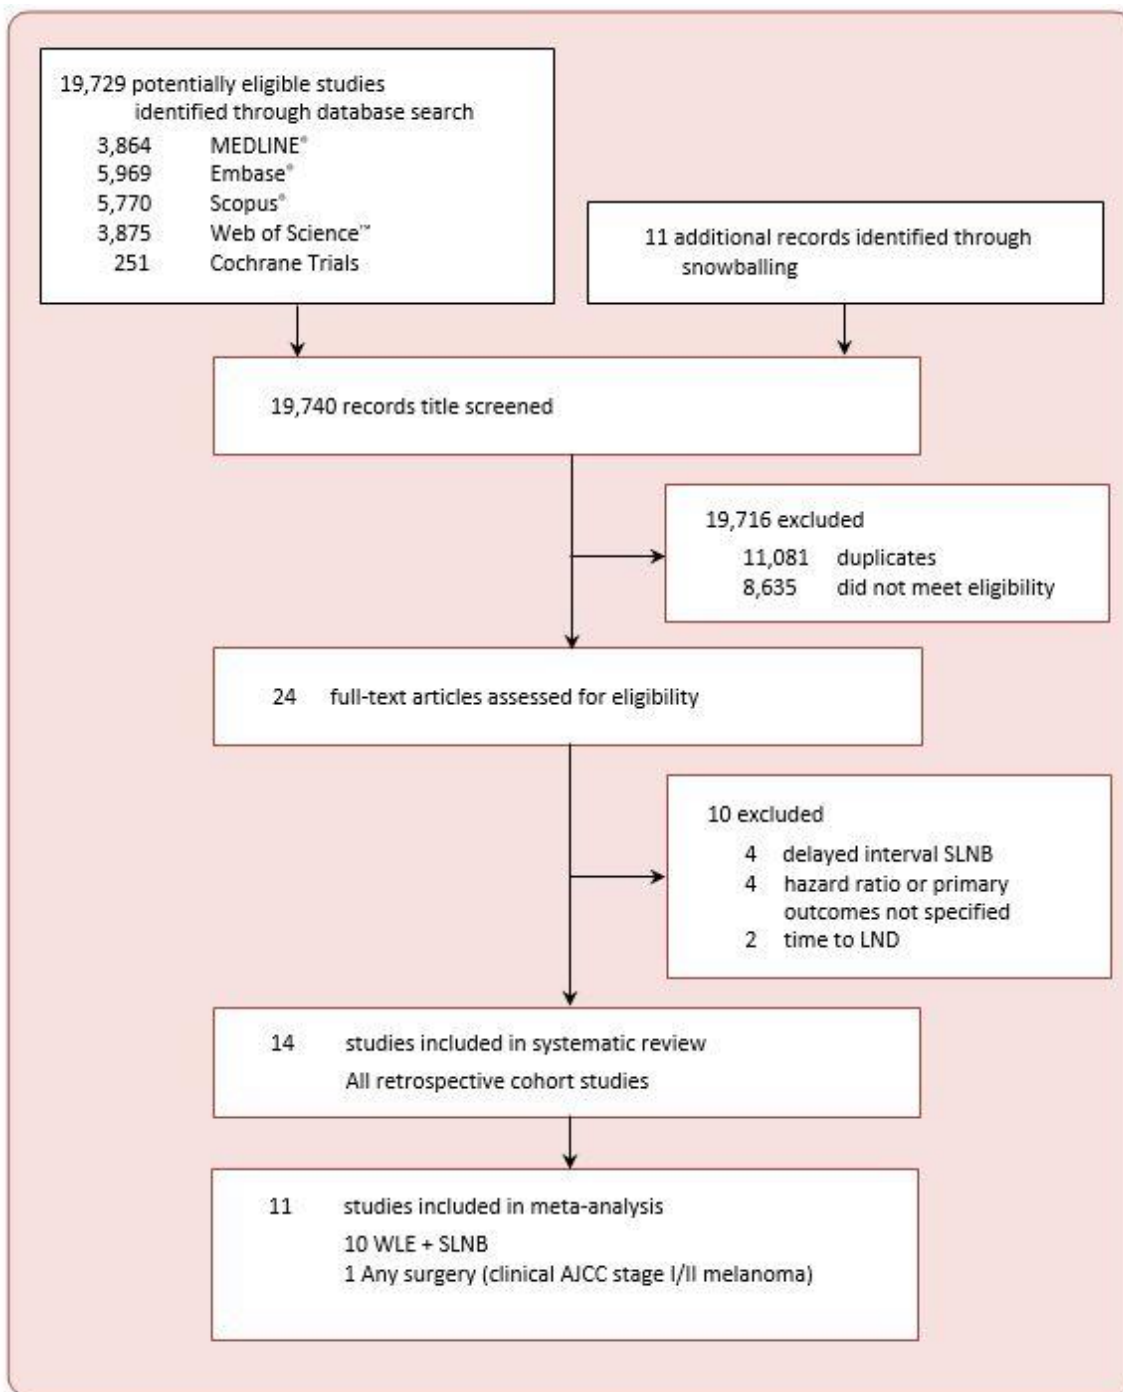 19,729 potentially eligible studies
identified through database search
3,864 MEDLINE®
5,969 Embase®
5,770 Scopus®
3,875 Web of Science™
251 Cochrane Trials
11 additional records identified through
snowballing
19,740 records title screened
19,716 excluded
11,081 duplicates
8,635 did not meet eligibility
24 full-text articles assessed for eligibility
10 excluded
4 delayed interval SLNB
4 hazard ratio or primary
outcomes not specified
2 time to LND
14 studies included in systematic review
All retrospective cohort studies
11 studies included in meta-analysis
10 WLE + SLNB
1 Any surgery (clinical AJCC stage I/II melanoma)